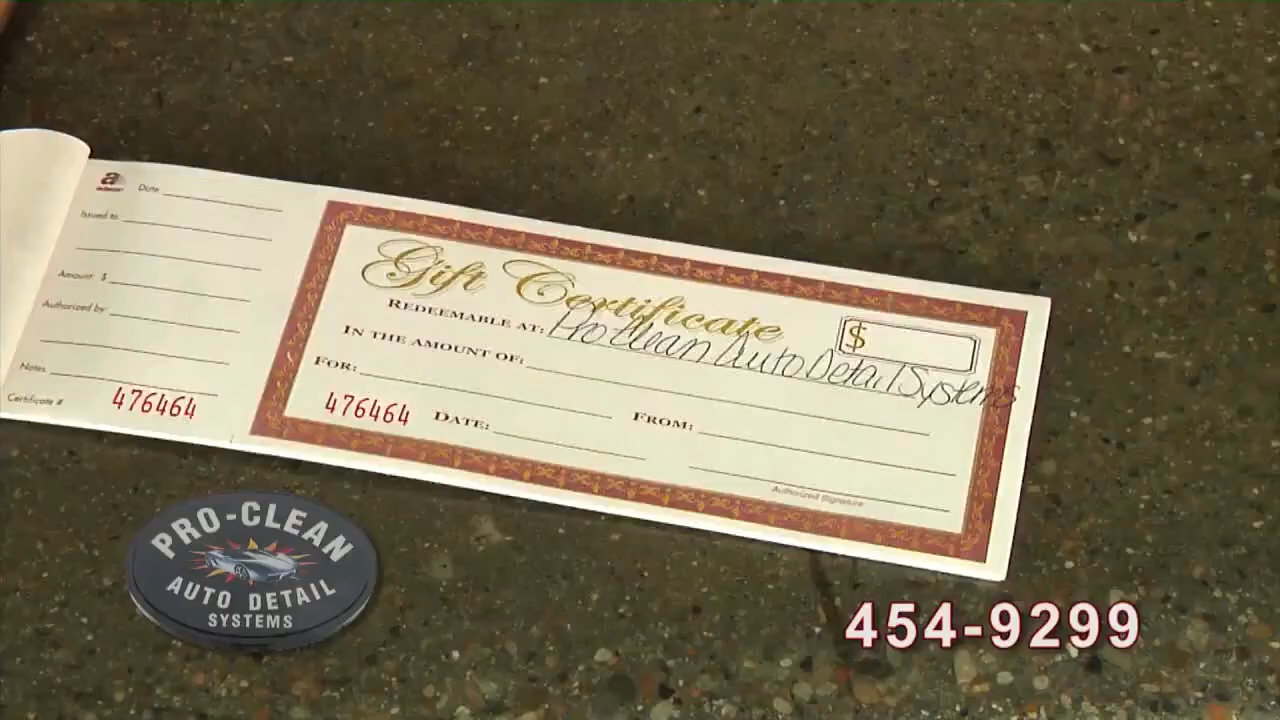 a
Date
Issued to
Amount $
Authorized by
Notes
Certificate # 476464
Gift Certificate
$
REDEEMABLE AT: Pro Clean Auto Detail Systems
IN THE AMOUNT OF:
FOR:
FROM:
476464 DATE:
Authorized Signature
PRO-CLEAN
AUTO DETAIL
SYSTEMS
454-9299